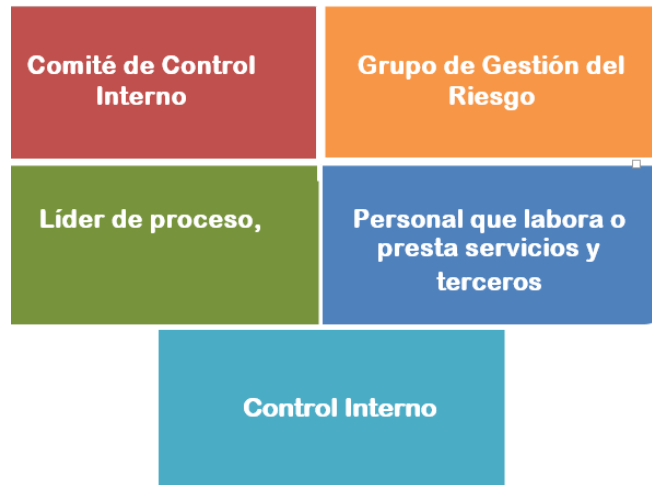 Comité de Control
Interno
Grupo de Gestión del
Riesgo
Líder de proceso,
Personal que labora o
presta servicios y
terceros
Control Interno